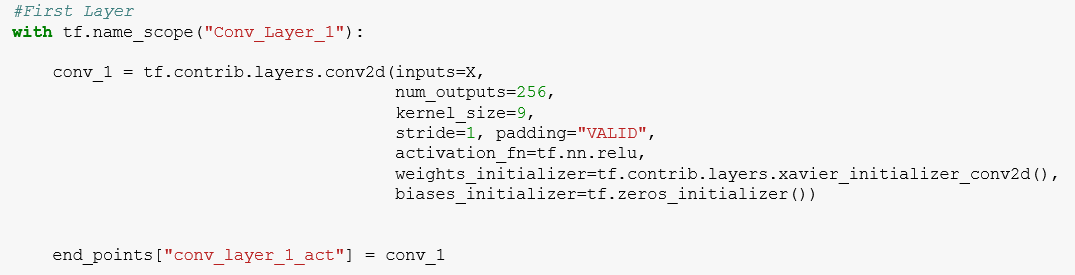 #First Layer
with tf.name_scope("Conv_Layer_1"):
conv_1 = tf.contrib.layers.conv2d(inputs=X,
num_outputs=256,
kernel_size=9,
stride=1, padding="VALID",
activation_fn=tf.nn.relu,
weights_initializer=tf.contrib.layers.xavier_initializer_conv2d(),
biases_initializer=tf.zeros_initializer())
end_points["conv_layer_1_act"] = conv_1